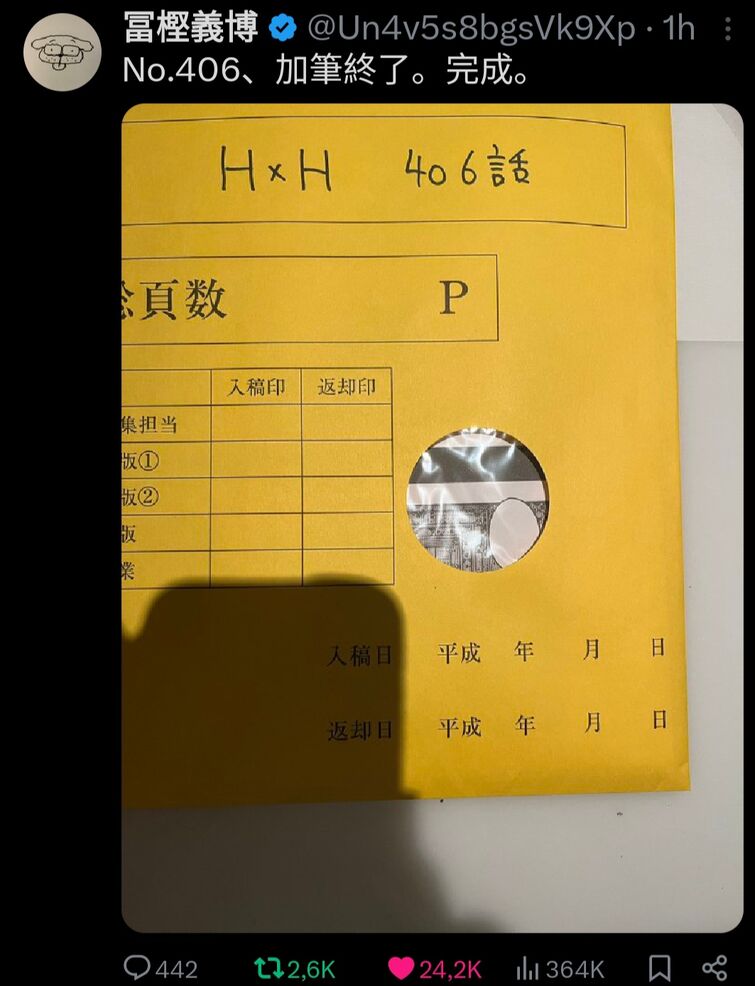 冨樫義博 @Un4v5s8bgsVk9Xp · 1h
No.406、加筆終了。完成。
H×H 406話
総頁数 P
入稿印 返却印
集担当
版①
版②
版
業
入稿日 平成 年 月 日
返却日 平成 年 月 日
442 2,6K 24,2K 364K